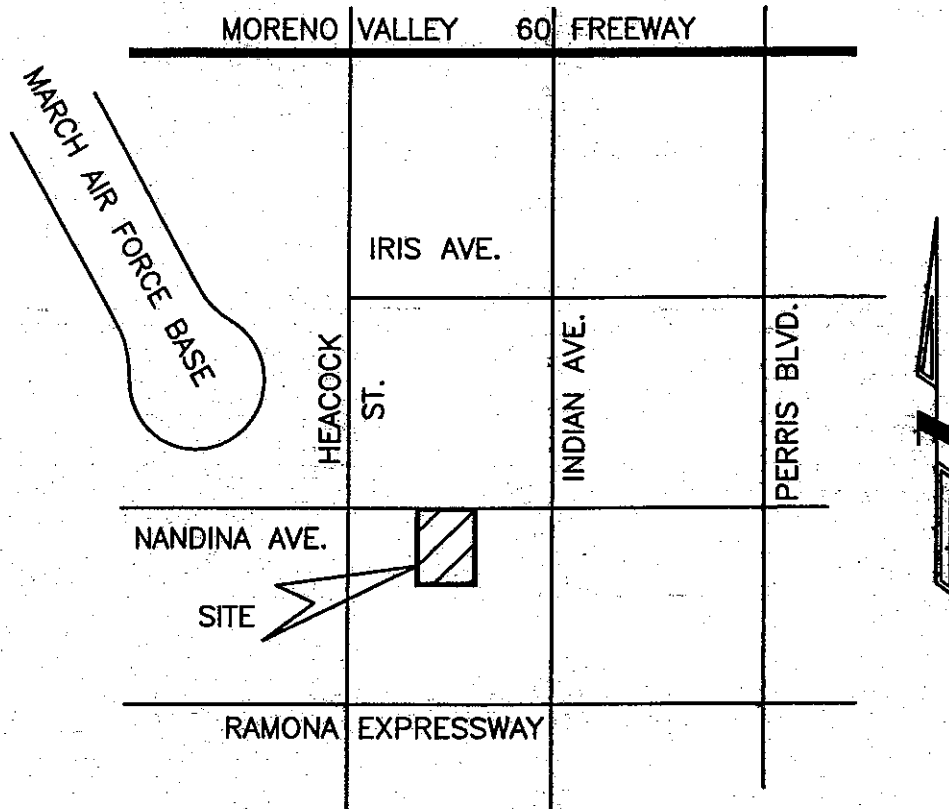 MORENO VALLEY 60 FREEWAY
MARCH AIR FORCE BASE
IRIS AVE.
HEACOCK
ST.
INDIAN AVE.
PERRIS BLVD.
NANDINA AVE.
SITE
RAMONA EXPRESSWAY